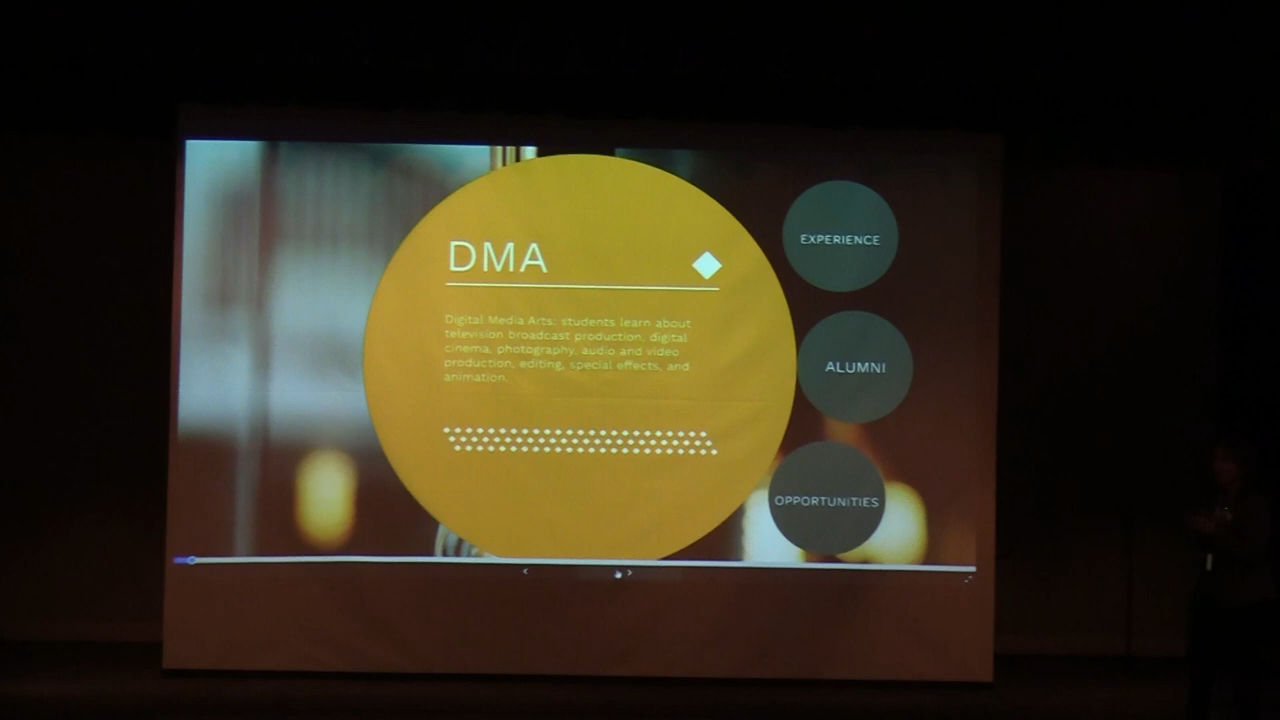 DMA
Digital Media Arts: students learn about
television broadcast production, digital
cinema, photography, audio and video
production, editing, special effects, and
animation.
EXPERIENCE
ALUMNI
OPPORTUNITIES